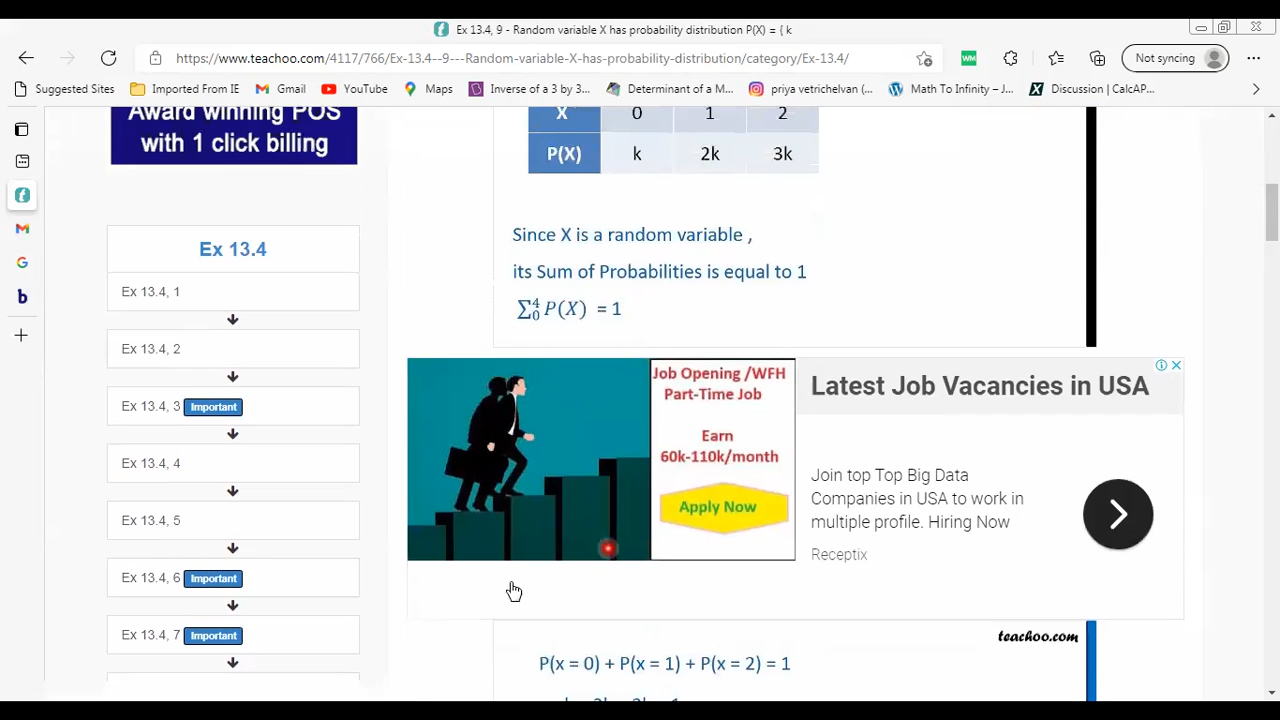 Ex 13.4, 9 - Random variable X has probability distribution P(X) = { k
https://www.teachoo.com/4117/766/Ex-13.4--9---Random-variable-X-has-probability-distribution/category/Ex-13.4/
WM
Not syncing
Suggested Sites
Imported From IE
Gmail
YouTube
Maps
Inverse of a 3 by 3...
Determinant of a M...
priya vetrichelvan (...
Math To Infinity – J...
Discussion | CalcAP...
Award winning POS
with 1 click billing
X 0 1 2
P(X) k 2k 3k
Since X is a random variable ,
its Sum of Probabilities is equal to 1
∑₀⁴ P(X) = 1
Ex 13.4
Ex 13.4, 1
Ex 13.4, 2
Ex 13.4, 3 Important
Ex 13.4, 4
Ex 13.4, 5
Ex 13.4, 6 Important
Ex 13.4, 7 Important
Job Opening /WFH
Part-Time Job
Earn
60k-110k/month
Apply Now
Latest Job Vacancies in USA
Join top Top Big Data
Companies in USA to work in
multiple profile. Hiring Now
Receptix
teachoo.com
P(x = 0) + P(x = 1) + P(x = 2) = 1